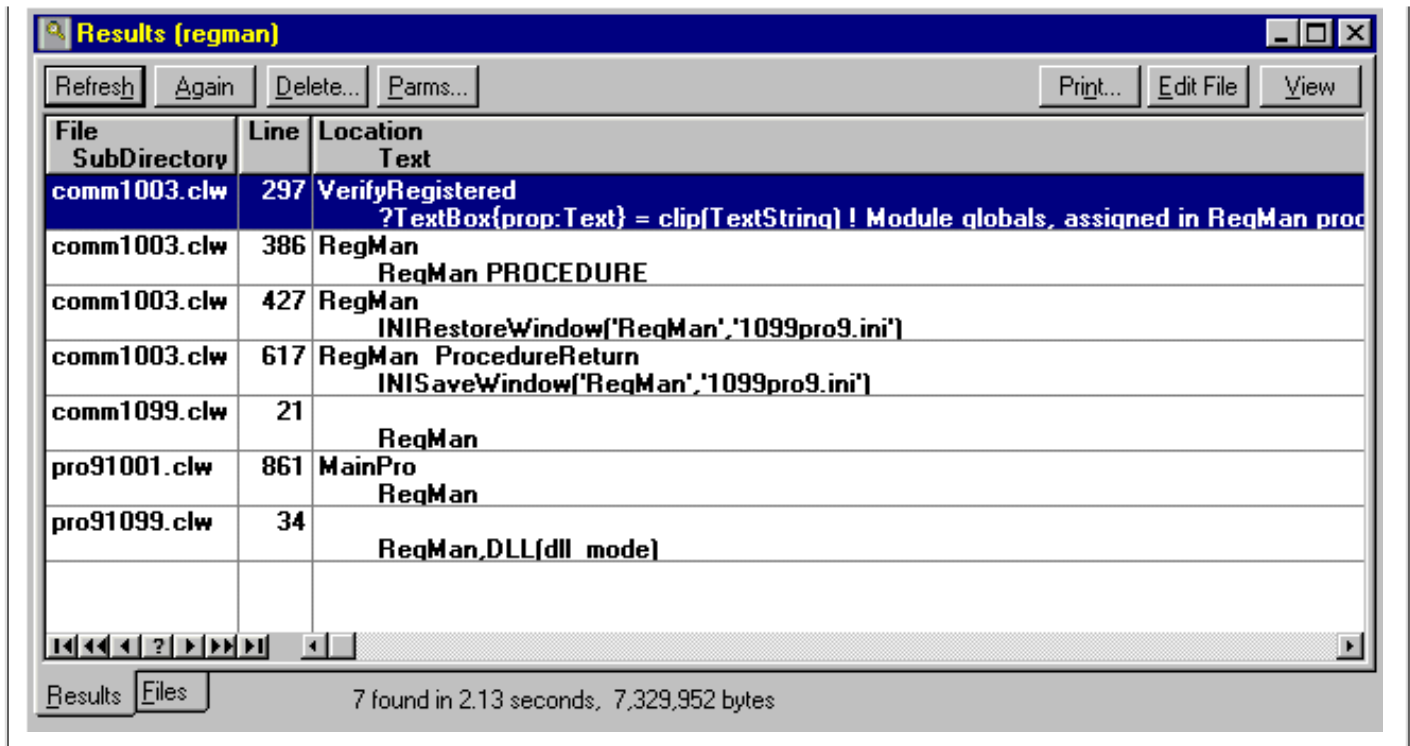 Results (regman)
Refresh Again Delete... Parms... Print... Edit File View
File Line Location
SubDirectory Text
comm1003.clw 297 VerifyRegistered
?TextBox{prop:Text} = clip(TextString) ! Module globals, assigned in RegMan proc
comm1003.clw 386 RegMan
RegMan PROCEDURE
comm1003.clw 427 RegMan
INIRestoreWindow('RegMan','1099pro9.ini')
comm1003.clw 617 RegMan ProcedureReturn
INISaveWindow('RegMan','1099pro9.ini')
comm1099.clw 21
RegMan
pro91001.clw 861 MainPro
RegMan
pro91099.clw 34
RegMan,DLL(dll_mode)
?
Results Files 7 found in 2.13 seconds, 7,329,952 bytes